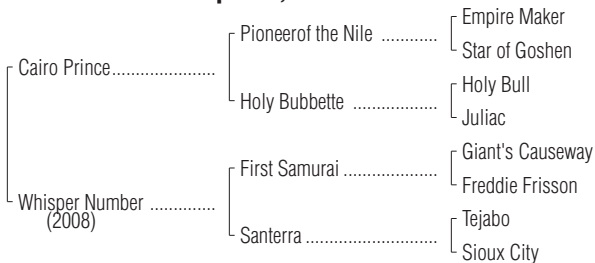 Empire Maker
Pioneerof the Nile ............
Star of Goshen
Cairo Prince......................
Holy Bull
Holy Bubbette ..................
Juliac
Giant's Causeway
First Samurai ....................
Freddie Frisson
Whisper Number ..............
(2008)
Tejabo
Santerra ............................
Sioux City